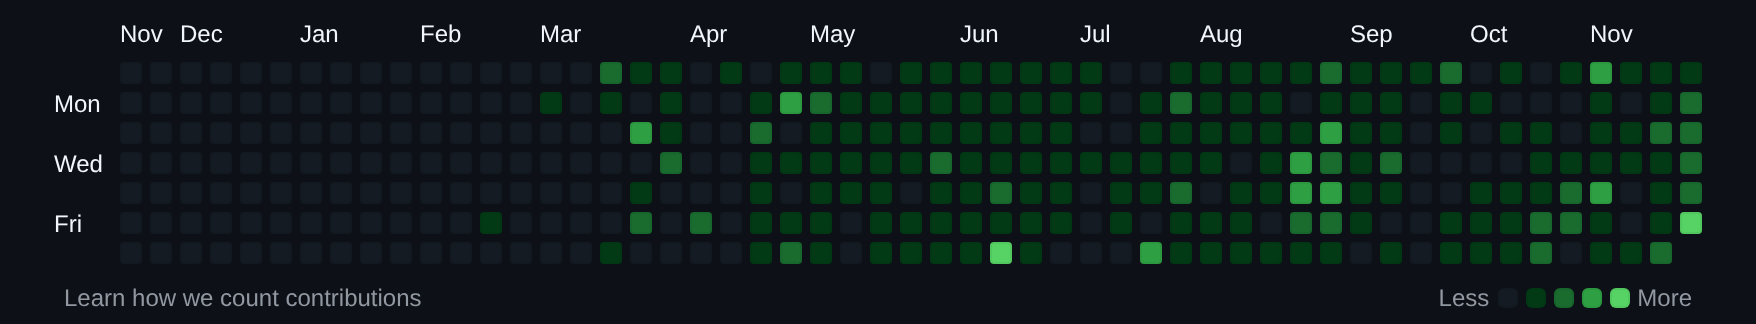 Nov Dec Jan Feb Mar Apr May Jun Jul Aug Sep Oct Nov
Mon
Wed
Fri
Learn how we count contributions Less More